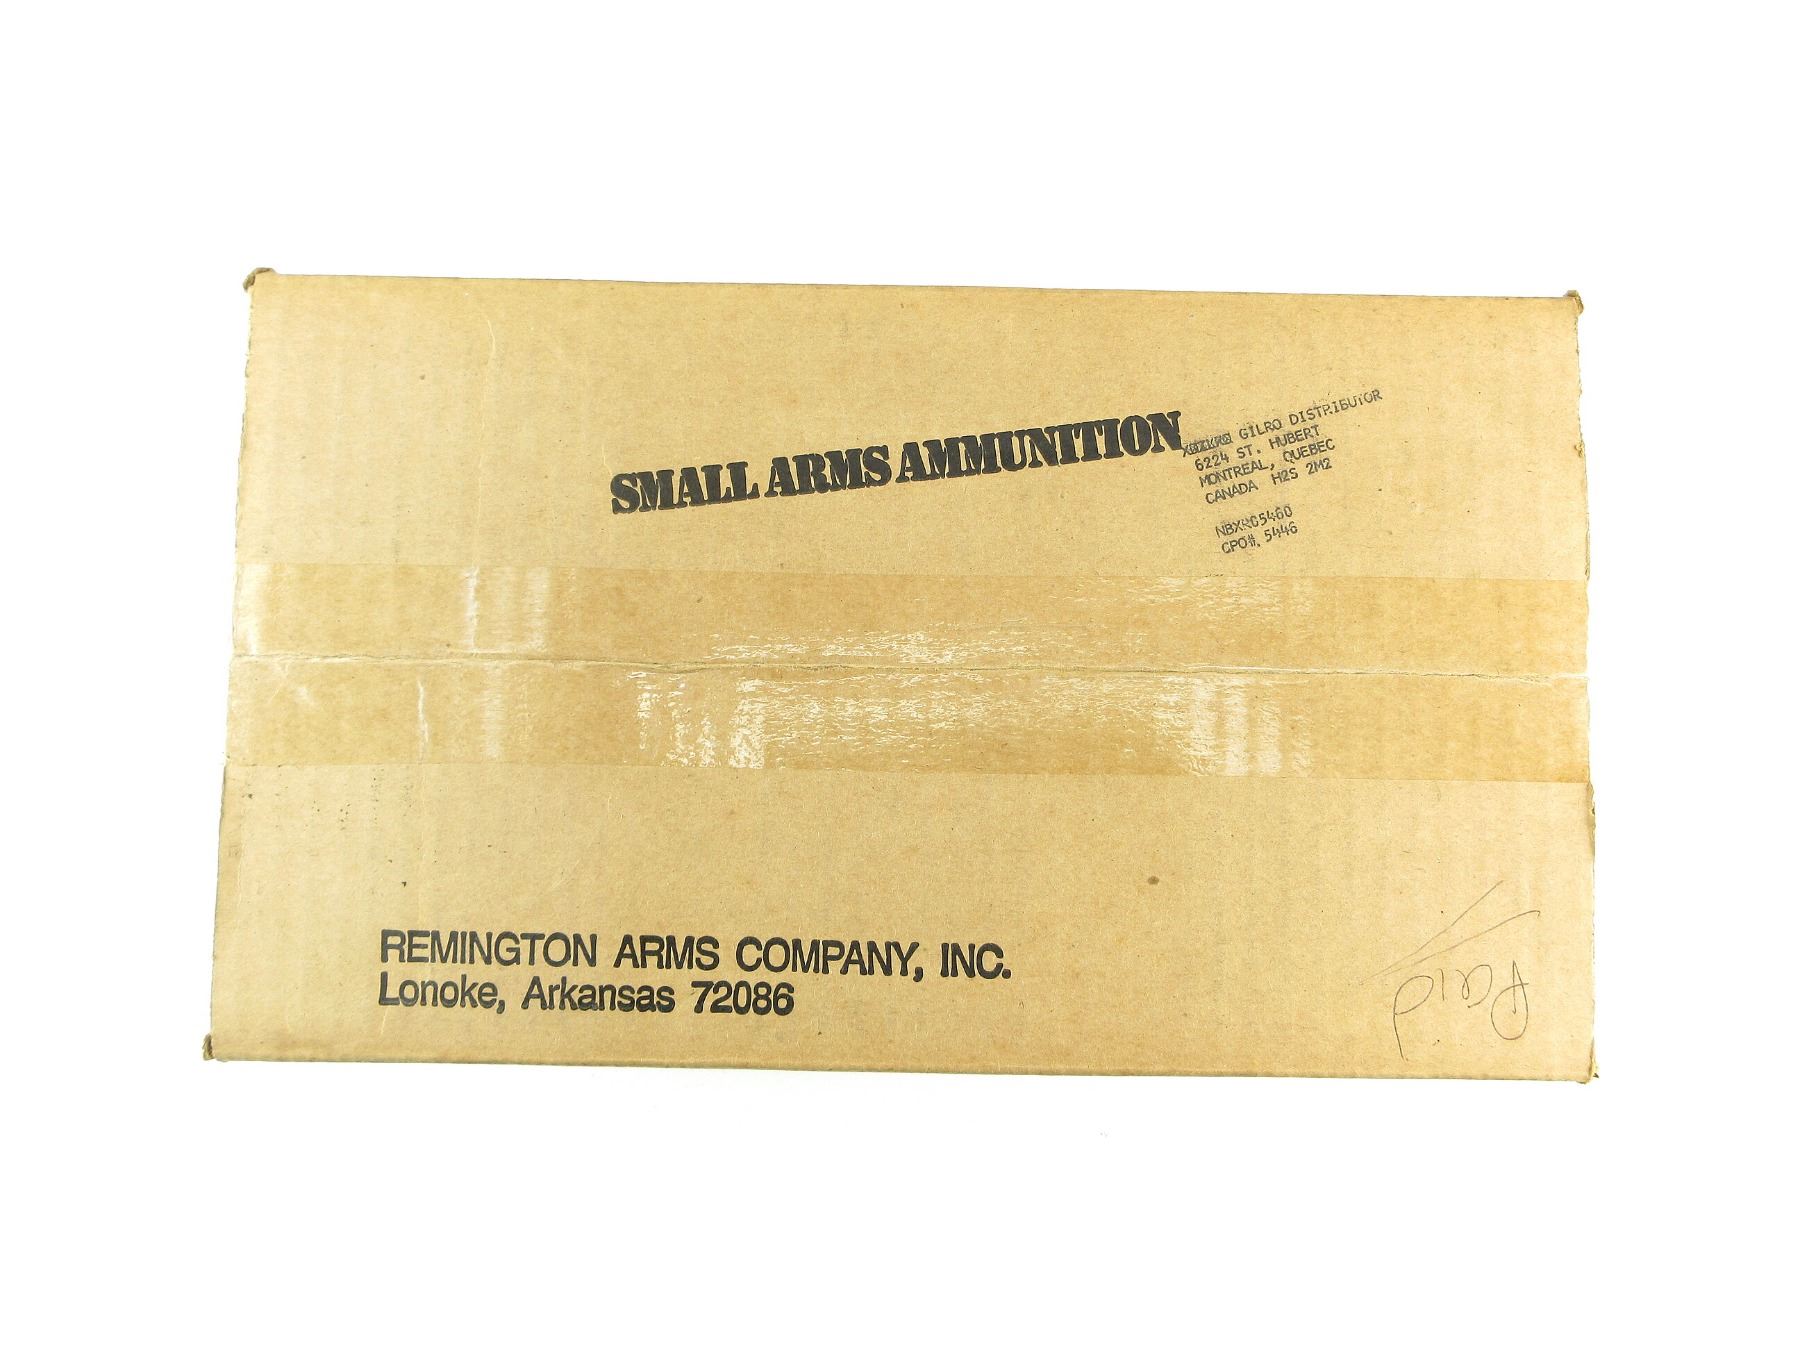 SMALL ARMS AMMUNITION
GILRO DISTRIBUTOR
6224 ST. HUBERT
MONTREAL, QUEBEC
CANADA H2S 2M2
CPO#. 5446
REMINGTON ARMS COMPANY, INC.
Lonoke, Arkansas 72086
Paid